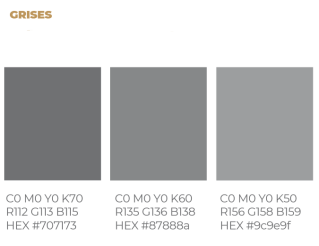 GRISES
C0 M0 Y0 K70
R112 G113 B115
HEX #707173
C0 M0 Y0 K60
R135 G136 B138
HEX #87888a
C0 M0 Y0 K50
R156 G158 B159
HEX #9c9e9f